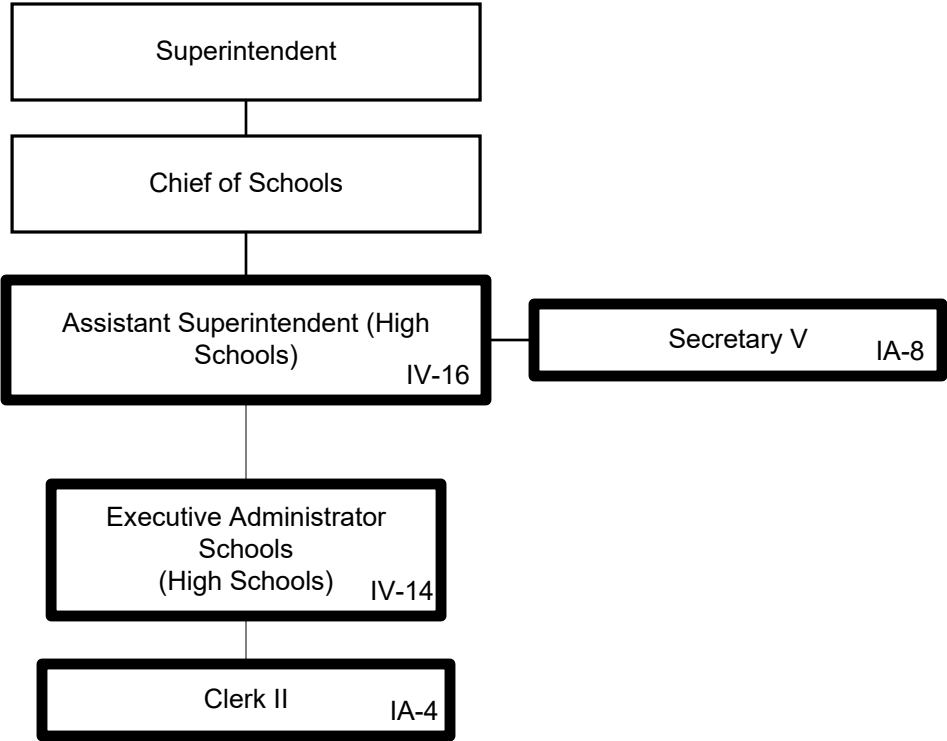 Superintendent
Chief of Schools
Assistant Superintendent (High
Schools)
IV-16
Secretary V
IA-8
Executive Administrator
Schools
(High Schools)
IV-14
Clerk II
IA-4